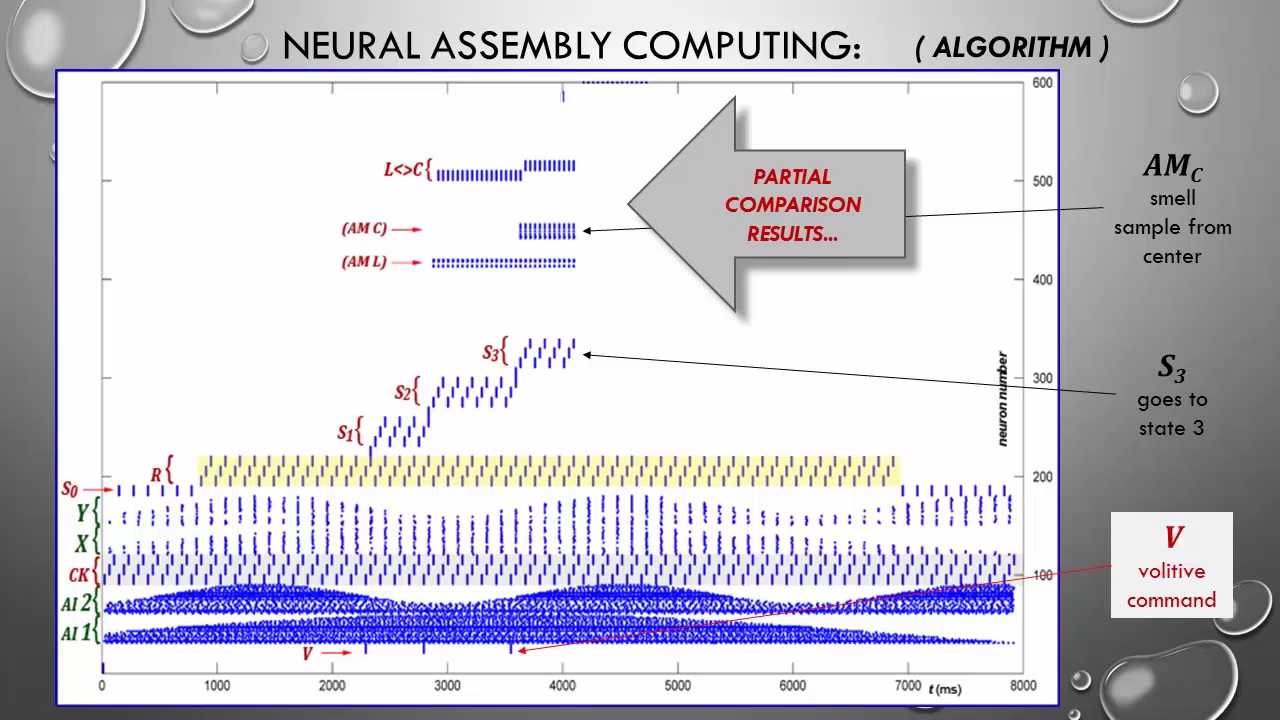 NEURAL ASSEMBLY COMPUTING: ( ALGORITHM )
600
L<>C{
500
(AM C)
(AM L)
400
PARTIAL
COMPARISON
RESULTS...
AM_C
smell
sample from
center
S3{
S2{
S1{
300
neuron number
S3
goes to
state 3
R{
S0
200
Y{
X{
CK{
100
AI 2{
AI 1{
V
V
volitive
command
0 1000 2000 3000 4000 5000 6000 7000 t (ms) 8000